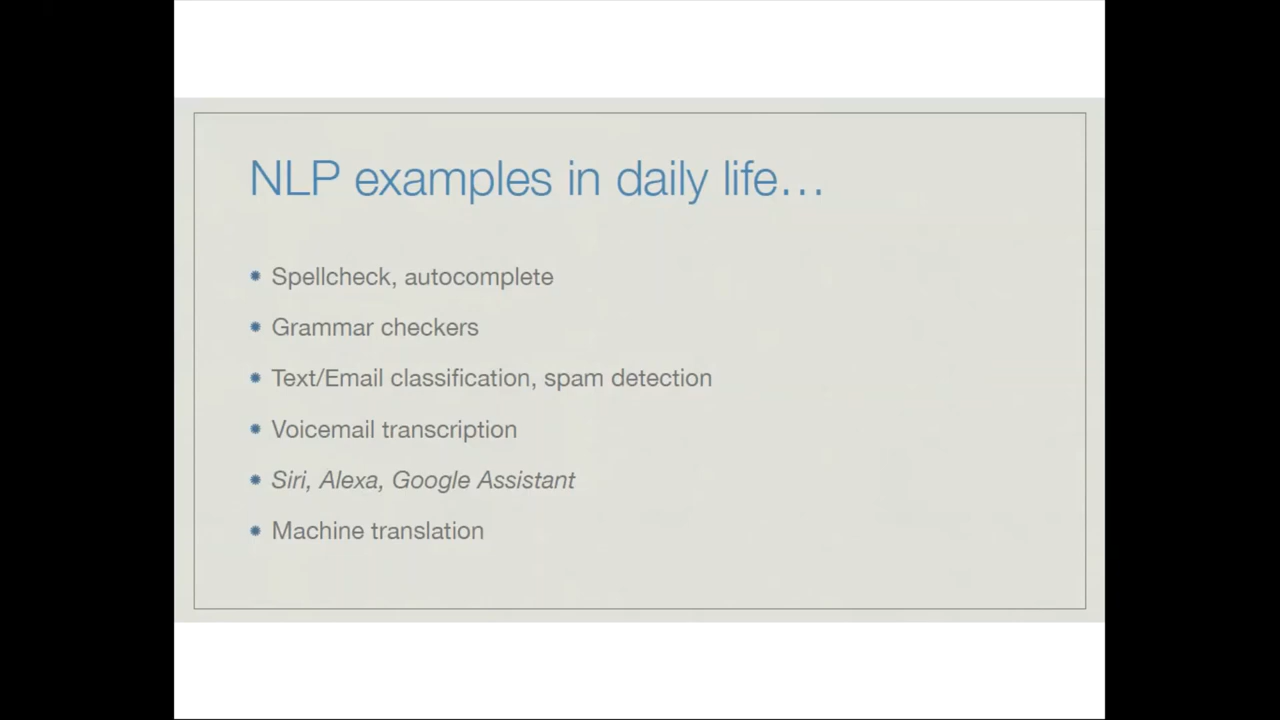 NLP examples in daily life…
Spellcheck, autocomplete
Grammar checkers
Text/Email classification, spam detection
Voicemail transcription
Siri, Alexa, Google Assistant
Machine translation